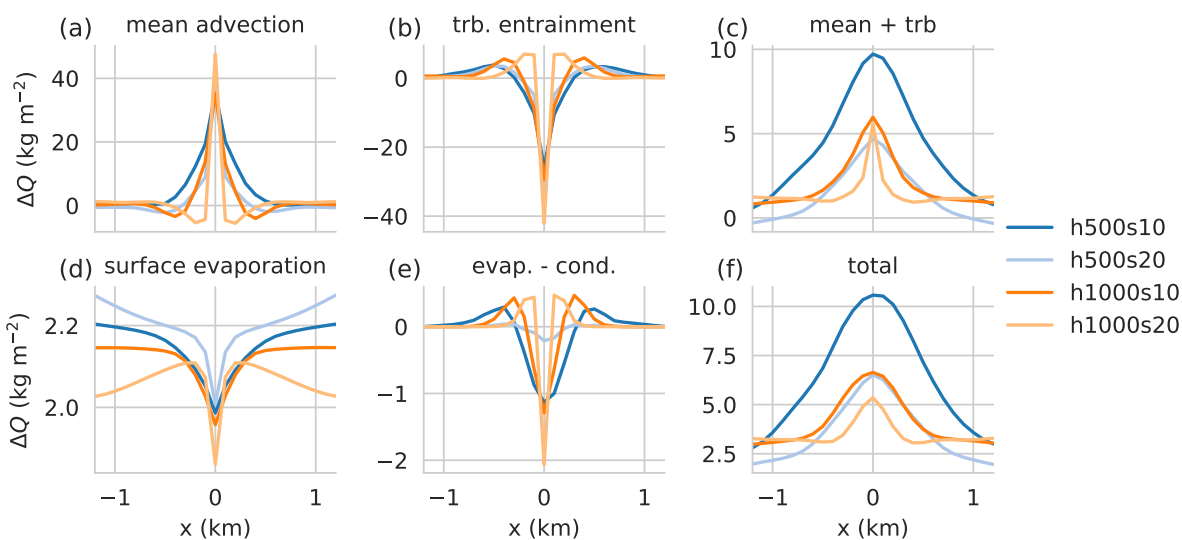 (a) mean advection
(b) trb. entrainment
(c) mean + trb
ΔQ (kg m⁻²)
40
20
0
0
−20
−40
10
5
0
h500s10
h500s20
h1000s10
h1000s20
(d) surface evaporation
(e) evap. - cond.
(f) total
ΔQ (kg m⁻²)
2.2
2.0
0
−1
−2
10.0
7.5
5.0
2.5
−1 0 1
−1 0 1
−1 0 1
x (km)
x (km)
x (km)